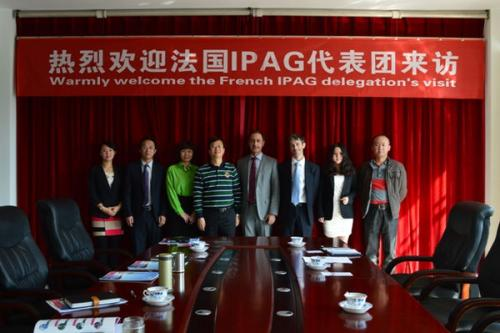 热烈欢迎法国IPAG代表团来访
Warmly welcome the French IPAG delegation's visit